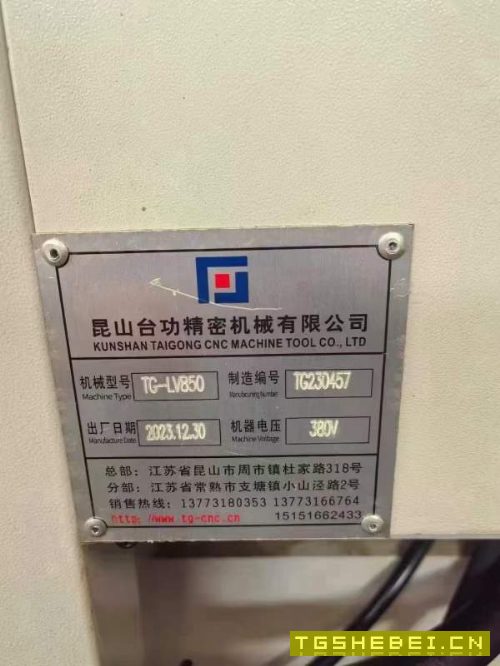 昆山台功精密机械有限公司
KUNSHAN TAIGONG CNC MACHINE TOOL CO., LTD
机械型号 TG-LV850 制造编号 TG230457
Machine Type Manufacturing Number
出厂日期 2023.12.30 机器电压 380V
Manufacture Date Machine Voltage
总部：江苏省昆山市周市镇杜家路318号
分部：江苏省常熟市支塘镇小山泾路2号
销售热线：13773180353 13773166764
http://www.tg-cnc.cn 15151662433
TGSHEBEI.CN